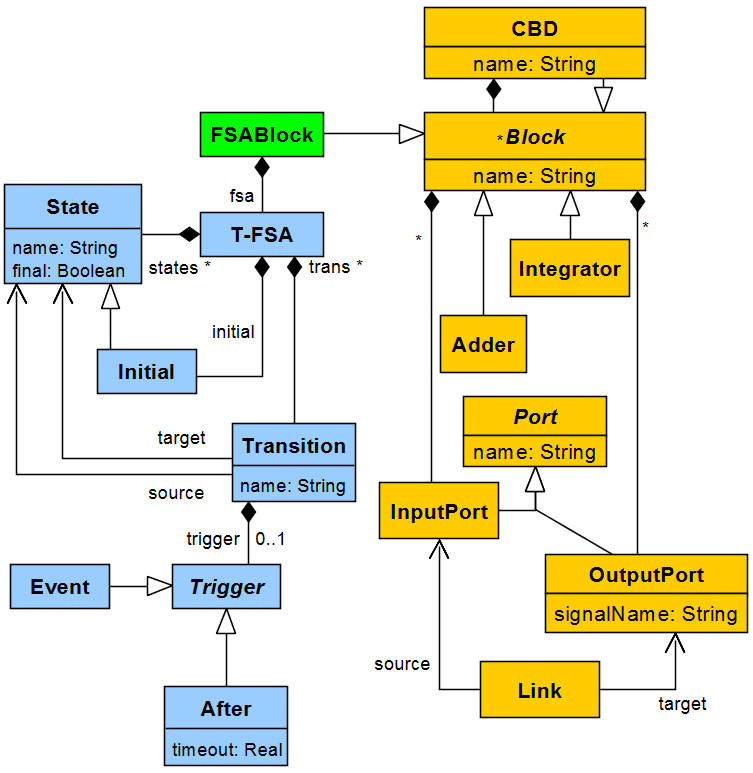 CBD
name: String
FSABlock
*Block
name: String
fsa
*
*
State
name: String
final: Boolean
states *
T-FSA
trans *
Integrator
Adder
initial
Initial
Port
name: String
target
source
Transition
name: String
InputPort
trigger
0..1
Event
Trigger
OutputPort
signalName: String
source
Link
target
After
timeout: Real